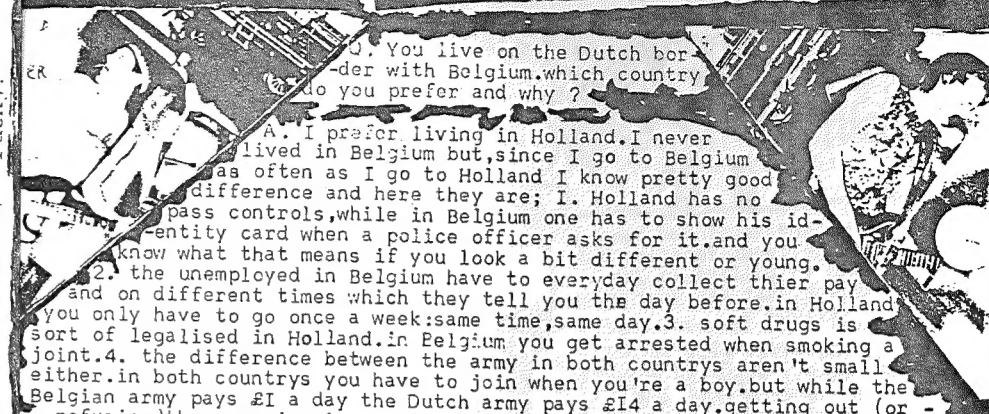 ER
Q. You live on the Dutch bor-
-der with Belgium.which country
do you prefer and why ?
A. I prefer living in Holland.I never
lived in Belgium but,since I go to Belgium
as often as I go to Holland I know pretty good
difference and here they are; I. Holland has no
pass controls,while in Belgium one has to show his id-
-entity card when a police officer asks for it.and you
know what that means if you look a bit different or young.
2. the unemployed in Belgium have to everyday collect thier pay
and on different times which they tell you the day before.in Holland
you only have to go once a week:same time,same day.3. soft drugs is
sort of legalised in Holland.in Belgium you get arrested when smoking a
joint.4. the difference between the army in both countrys aren't small
either.in both countrys you have to join when you're a boy.but while the
Belgian army pays £I a day the Dutch army pays £I4 a day.getting out (or -